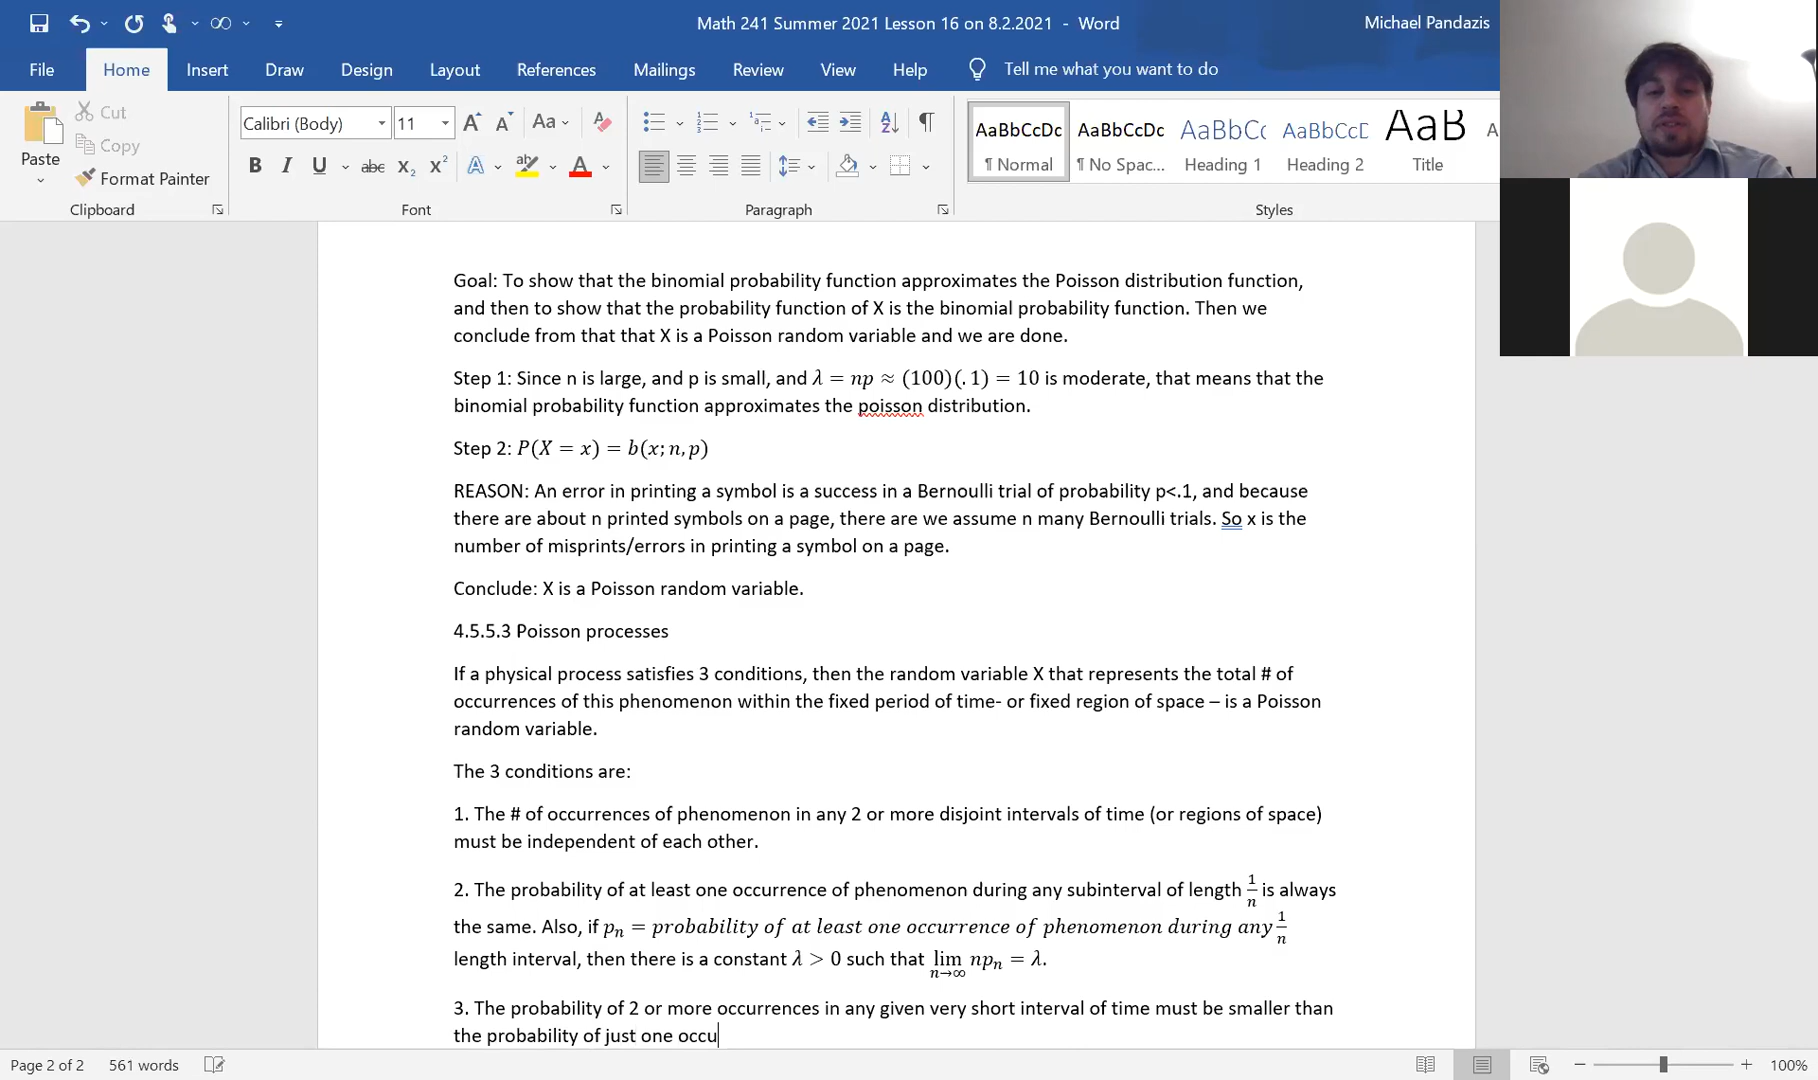 Math 241 Summer 2021 Lesson 16 on 8.2.2021 - Word
Michael Pandazis
File Home Insert Draw Design Layout References Mailings Review View Help Tell me what you want to do
Paste
Cut
Copy
Format Painter
Clipboard
Calibri (Body) 11
Font
Paragraph
AaBbCcDc AaBbCcDc AaBbCc AaBbCcD AaB
¶ Normal ¶ No Spac... Heading 1 Heading 2 Title
Styles
Goal: To show that the binomial probability function approximates the Poisson distribution function,
and then to show that the probability function of X is the binomial probability function. Then we
conclude from that that X is a Poisson random variable and we are done.
Step 1: Since n is large, and p is small, and λ = np ≈ (100)(.1) = 10 is moderate, that means that the
binomial probability function approximates the poisson distribution.
Step 2: P(X = x) = b(x; n, p)
REASON: An error in printing a symbol is a success in a Bernoulli trial of probability p<.1, and because
there are about n printed symbols on a page, there are we assume n many Bernoulli trials. So x is the
number of misprints/errors in printing a symbol on a page.
Conclude: X is a Poisson random variable.
4.5.5.3 Poisson processes
If a physical process satisfies 3 conditions, then the random variable X that represents the total # of
occurrences of this phenomenon within the fixed period of time- or fixed region of space – is a Poisson
random variable.
The 3 conditions are:
1. The # of occurrences of phenomenon in any 2 or more disjoint intervals of time (or regions of space)
must be independent of each other.
2. The probability of at least one occurrence of phenomenon during any subinterval of length 1/n is always
the same. Also, if pₙ = probability of at least one occurrence of phenomenon during any 1/n
length interval, then there is a constant λ > 0 such that lim n→∞ npₙ = λ.
3. The probability of 2 or more occurrences in any given very short interval of time must be smaller than
the probability of just one occu
Page 2 of 2 561 words 100%